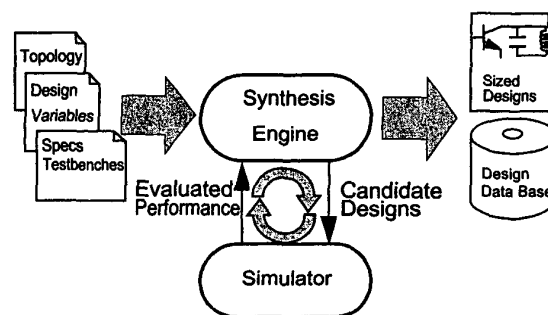 Topology
Design
Variables
Specs
Testbenches
Synthesis
Engine
Evaluated
Performance
Candidate
Designs
Simulator
Sized
Designs
Design
Data Base